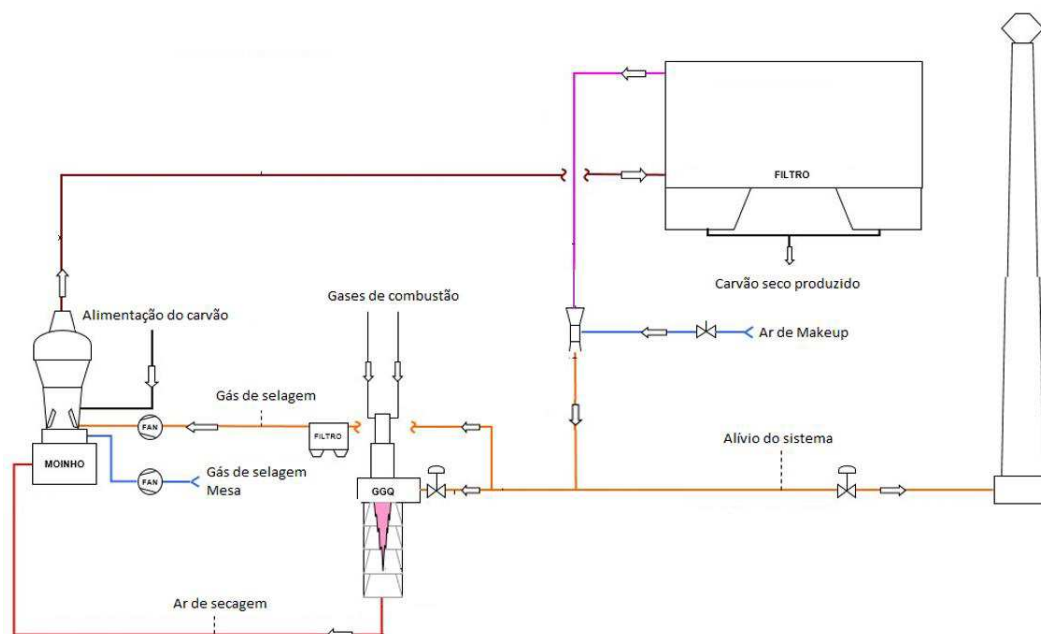 FILTRO
Carvão seco produzido
Gases de combustão
Alimentação do carvão
Ar de Makeup
Gás de selagem
FAN
FILTRO
Alívio do sistema
MOINHO
FAN
Gás de selagem
Mesa
GGQ
Ar de secagem